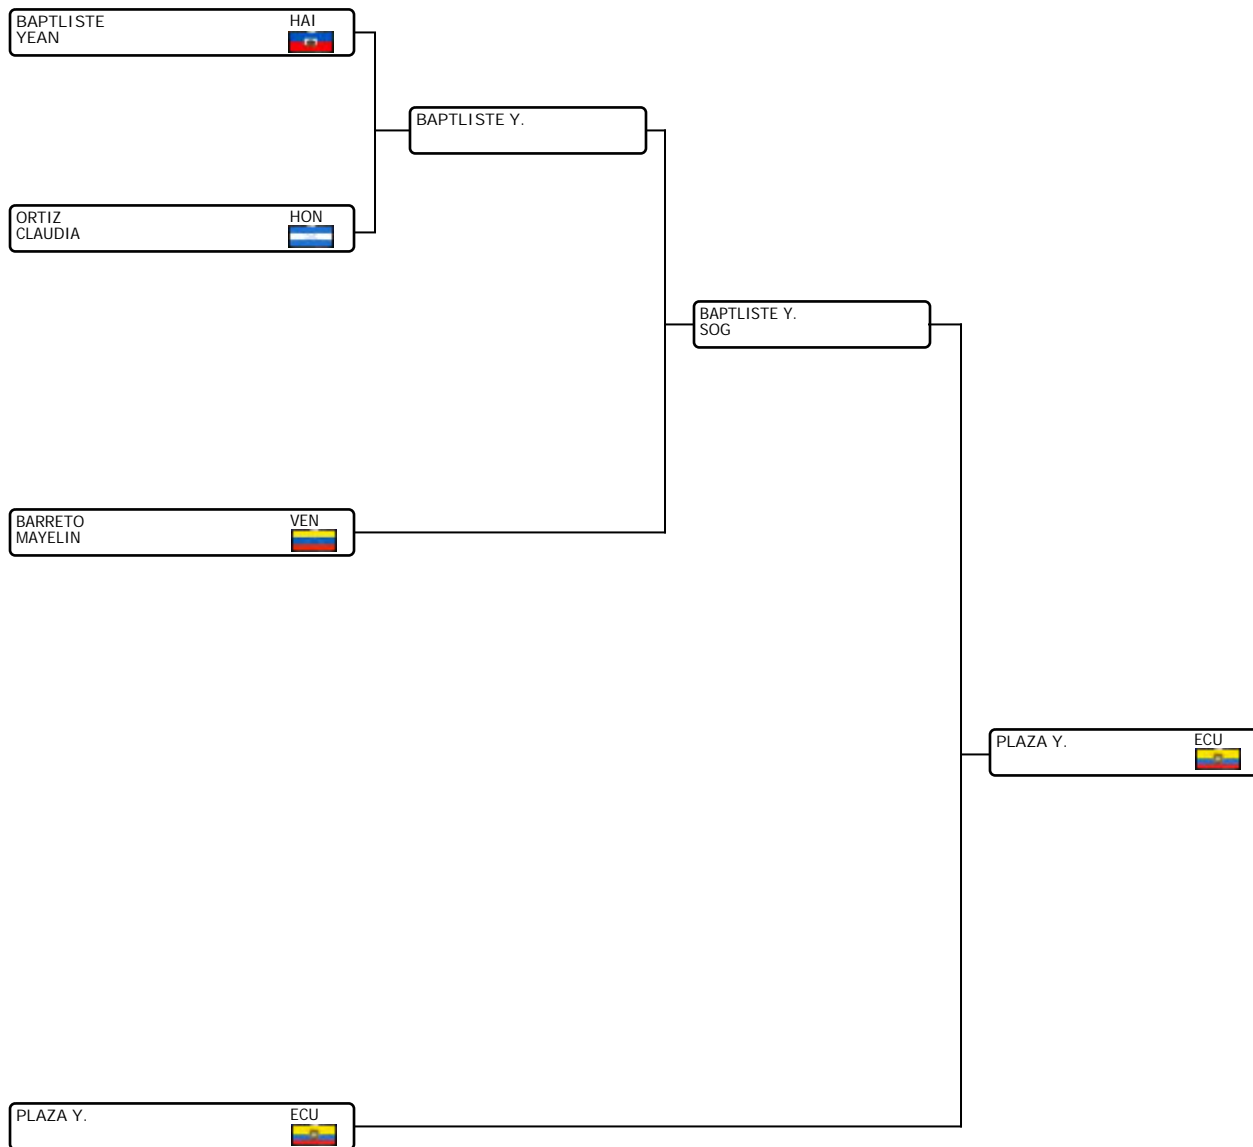 BAPTLISTE HAI
YEAN
BAPTLISTE Y.
ORTIZ HON
CLAUDIA
BAPTLISTE Y.
SOG
BARRETO VEN
MAYELIN
PLAZA Y. ECU
PLAZA Y. ECU